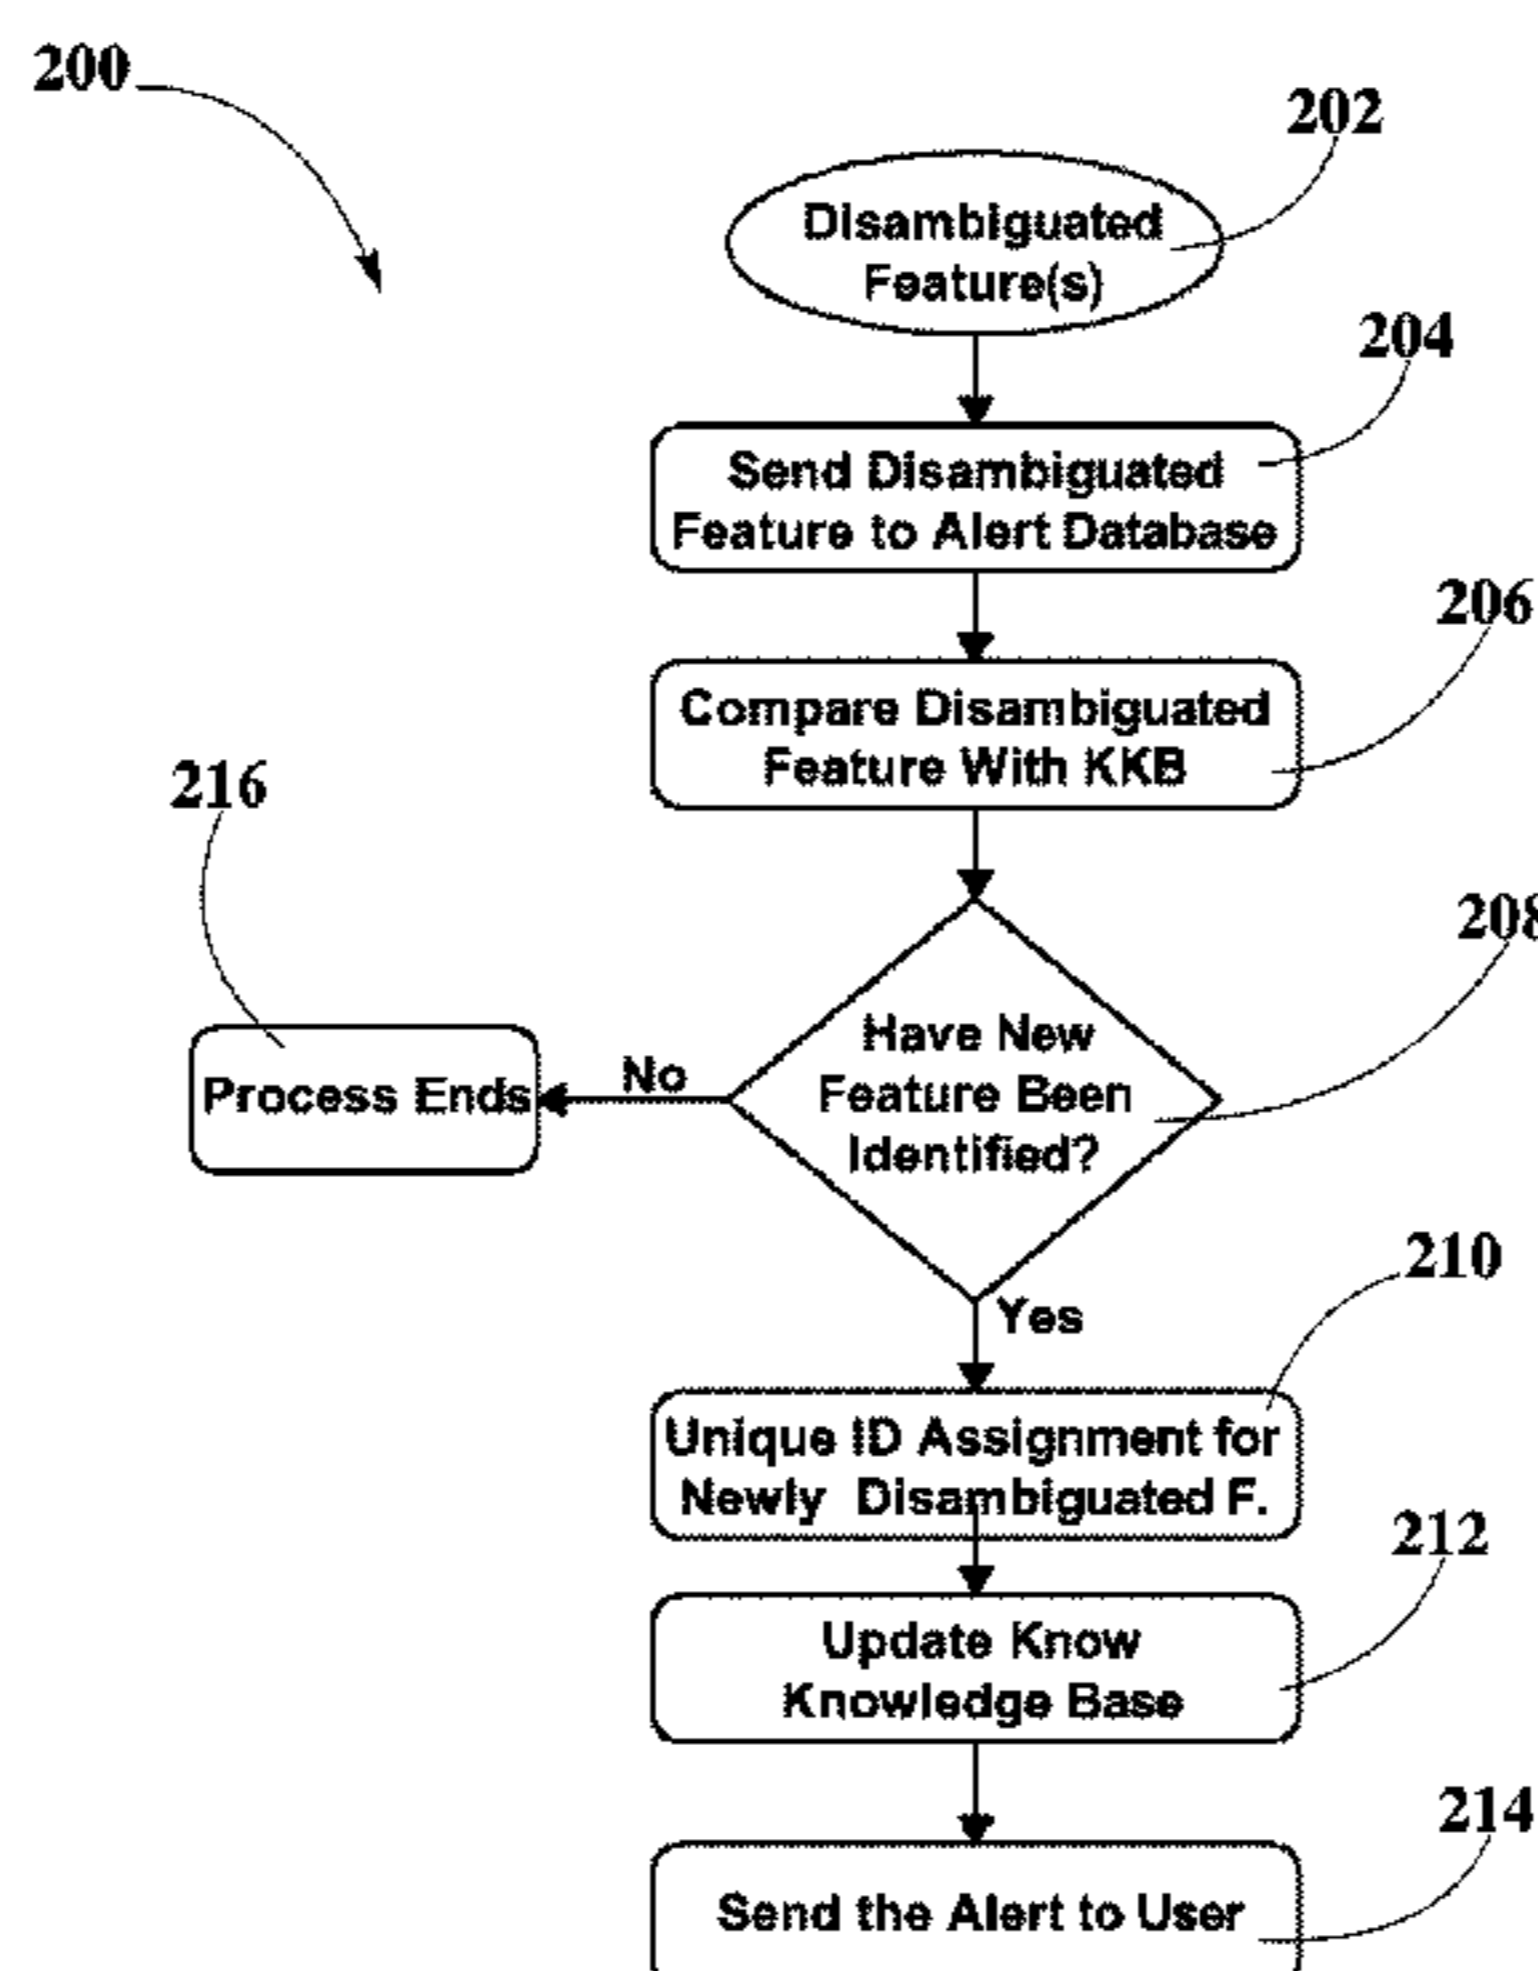 200
202
Disambiguated
Feature(s)
204
Send Disambiguated
Feature to Alert Database
206
Compare Disambiguated
Feature With KKB
216
208
Have New
Feature Been
Identified?
No
Process Ends
Yes
210
Unique ID Assignment for
Newly Disambiguated F.
212
Update Know
Knowledge Base
214
Send the Alert to User